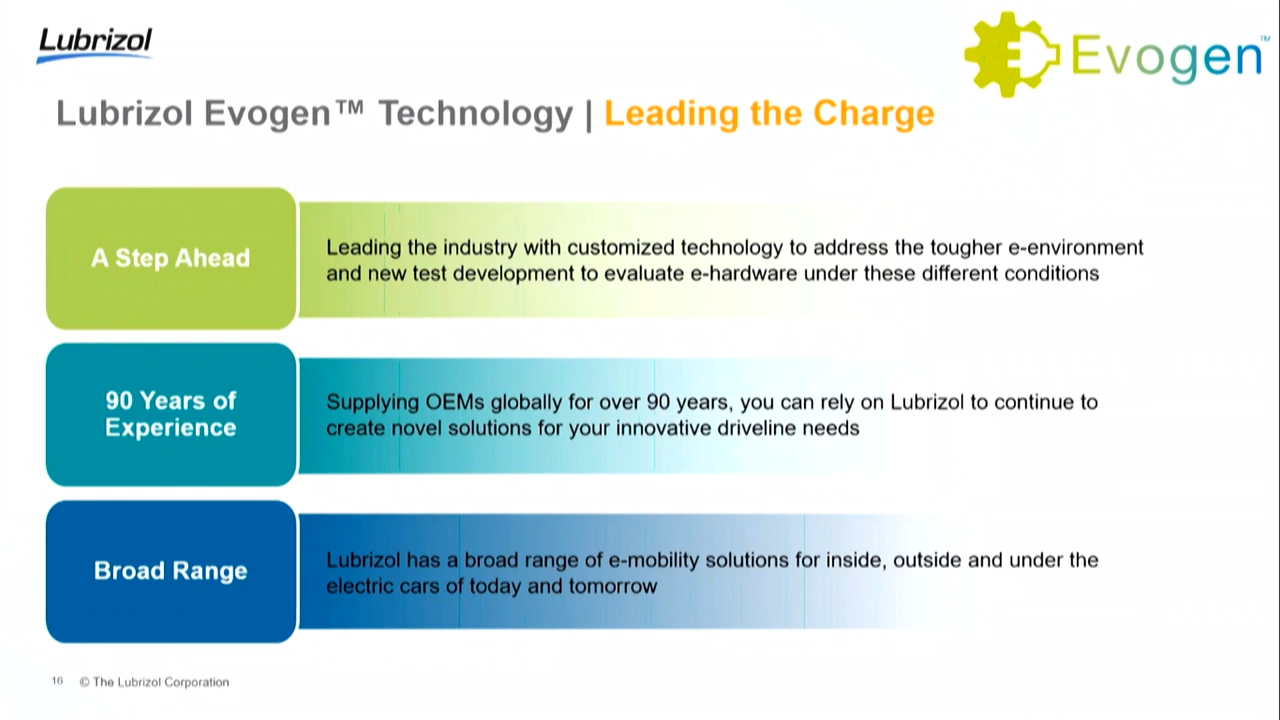 Lubrizol
Evogen™
Lubrizol Evogen™ Technology | Leading the Charge
A Step Ahead
Leading the industry with customized technology to address the tougher e-environment
and new test development to evaluate e-hardware under these different conditions
90 Years of
Experience
Supplying OEMs globally for over 90 years, you can rely on Lubrizol to continue to
create novel solutions for your innovative driveline needs
Broad Range
Lubrizol has a broad range of e-mobility solutions for inside, outside and under the
electric cars of today and tomorrow
16 © The Lubrizol Corporation